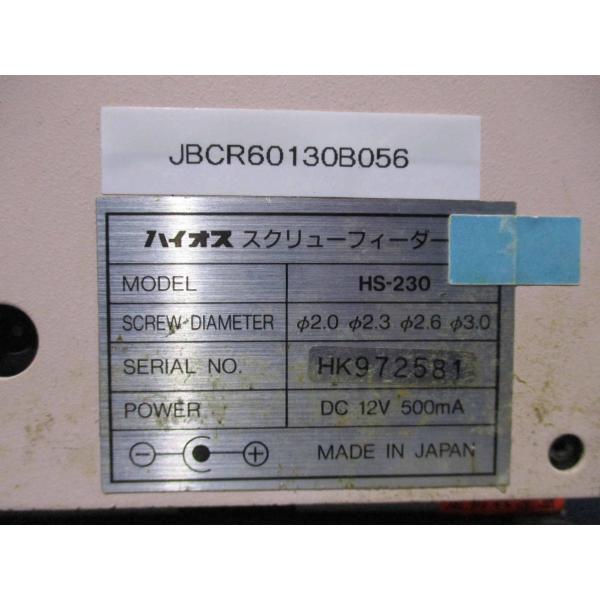 JBCR60130B056
ハイオス スクリューフィーダー
MODEL HS-230
SCREW DIAMETER φ2.0 φ2.3 φ2.6 φ3.0
SERIAL NO. HK972581
POWER DC 12V 500mA
MADE IN JAPAN